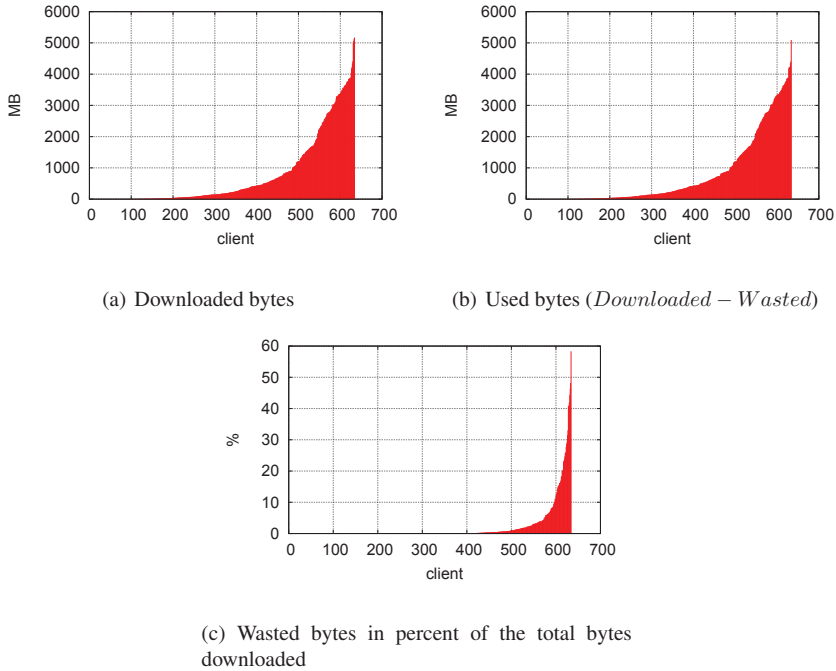 6000 6000
5000 5000
4000 4000
MB 3000 MB 3000
2000 2000
1000 1000
0 0
0 100 200 300 400 500 600 700 0 100 200 300 400 500 600 700
client client
(a) Downloaded bytes (b) Used bytes (Downloaded − Wasted)
60
50
40
% 30
20
10
0
0 100 200 300 400 500 600 700
client
(c) Wasted bytes in percent of the total bytes
downloaded